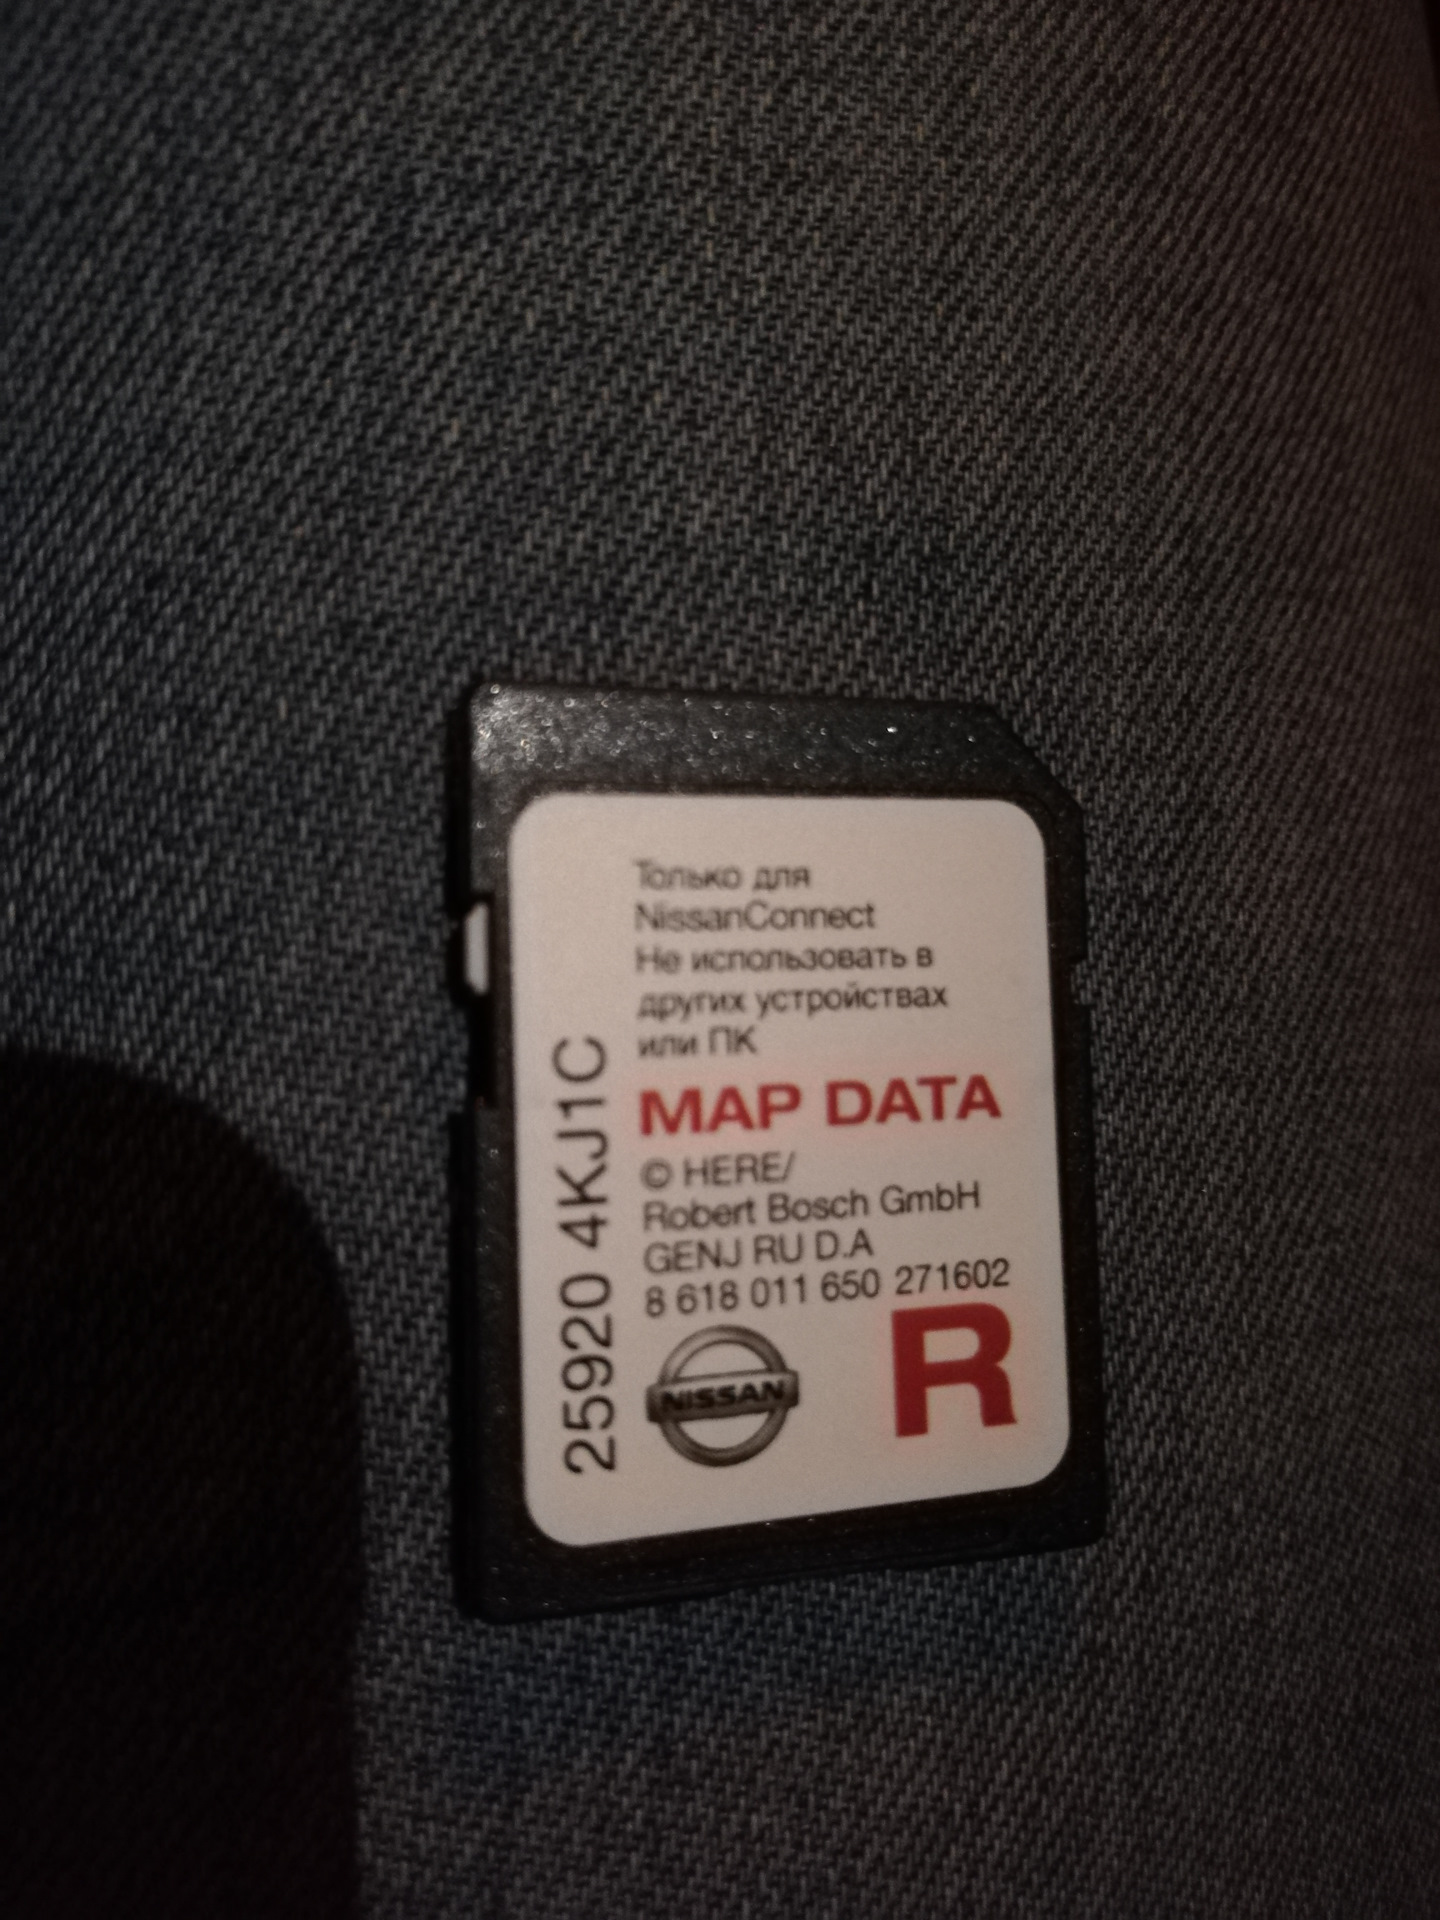 Только для
NissanConnect
Не использовать в
других устройствах
или ПК
MAP DATA
© HERE/
Robert Bosch GmbH
GENJ RU D.A
8 618 011 650 271602
NISSAN
R
25920 4KJ1C